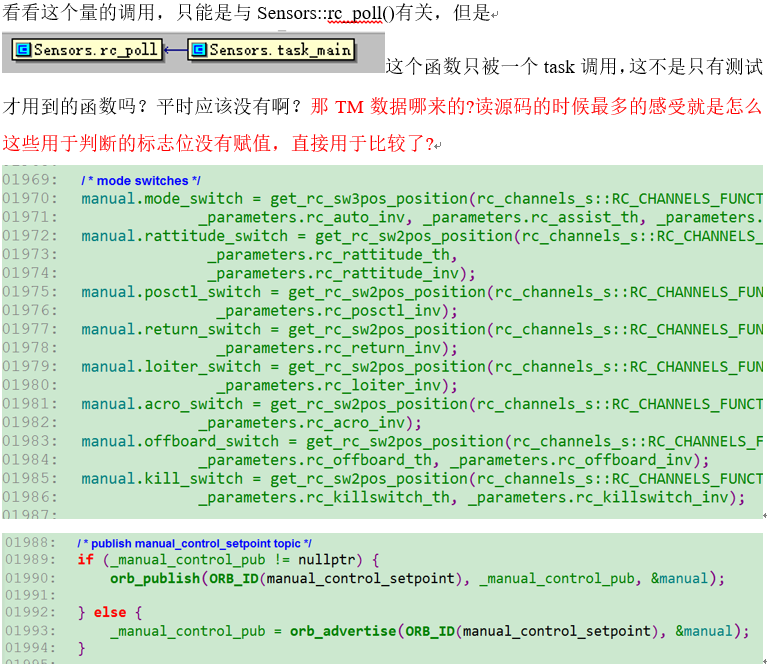 看看这个量的调用，只能是与 Sensors::rc_poll()有关，但是
Sensors.rc_poll Sensors.task_main 这个函数只被一个 task 调用，这不是只有测试
才用到的函数吗？平时应该没有啊？那 TM 数据哪来的?读源码的时候最多的感受就是怎么
这些用于判断的标志位没有赋值，直接用于比较了?
01969: /* mode switches */
01970: manual.mode_switch = get_rc_sw3pos_position(rc_channels_s::RC_CHANNELS_FUNCT
01971: _parameters.rc_auto_inv, _parameters.rc_assist_th, _parameters.
01972: manual.rattitude_switch = get_rc_sw2pos_position(rc_channels_s::RC_CHANNELS_
01973: _parameters.rc_rattitude_th,
01974: _parameters.rc_rattitude_inv);
01975: manual.posctl_switch = get_rc_sw2pos_position(rc_channels_s::RC_CHANNELS_FUN
01976: _parameters.rc_posctl_inv);
01977: manual.return_switch = get_rc_sw2pos_position(rc_channels_s::RC_CHANNELS_FUN
01978: _parameters.rc_return_inv);
01979: manual.loiter_switch = get_rc_sw2pos_position(rc_channels_s::RC_CHANNELS_FUN
01980: _parameters.rc_loiter_inv);
01981: manual.acro_switch = get_rc_sw2pos_position(rc_channels_s::RC_CHANNELS_FUNCT
01982: _parameters.rc_acro_inv);
01983: manual.offboard_switch = get_rc_sw2pos_position(rc_channels_s::RC_CHANNELS_F
01984: _parameters.rc_offboard_th, _parameters.rc_offboard_inv);
01985: manual.kill_switch = get_rc_sw2pos_position(rc_channels_s::RC_CHANNELS_FUNCT
01986: _parameters.rc_killswitch_th, _parameters.rc_killswitch_inv);
01987:
01988: /* publish manual_control_setpoint topic */
01989: if (_manual_control_pub != nullptr) {
01990: orb_publish(ORB_ID(manual_control_setpoint), _manual_control_pub, &manual);
01991:
01992: } else {
01993: _manual_control_pub = orb_advertise(ORB_ID(manual_control_setpoint), &manual);
01994: }